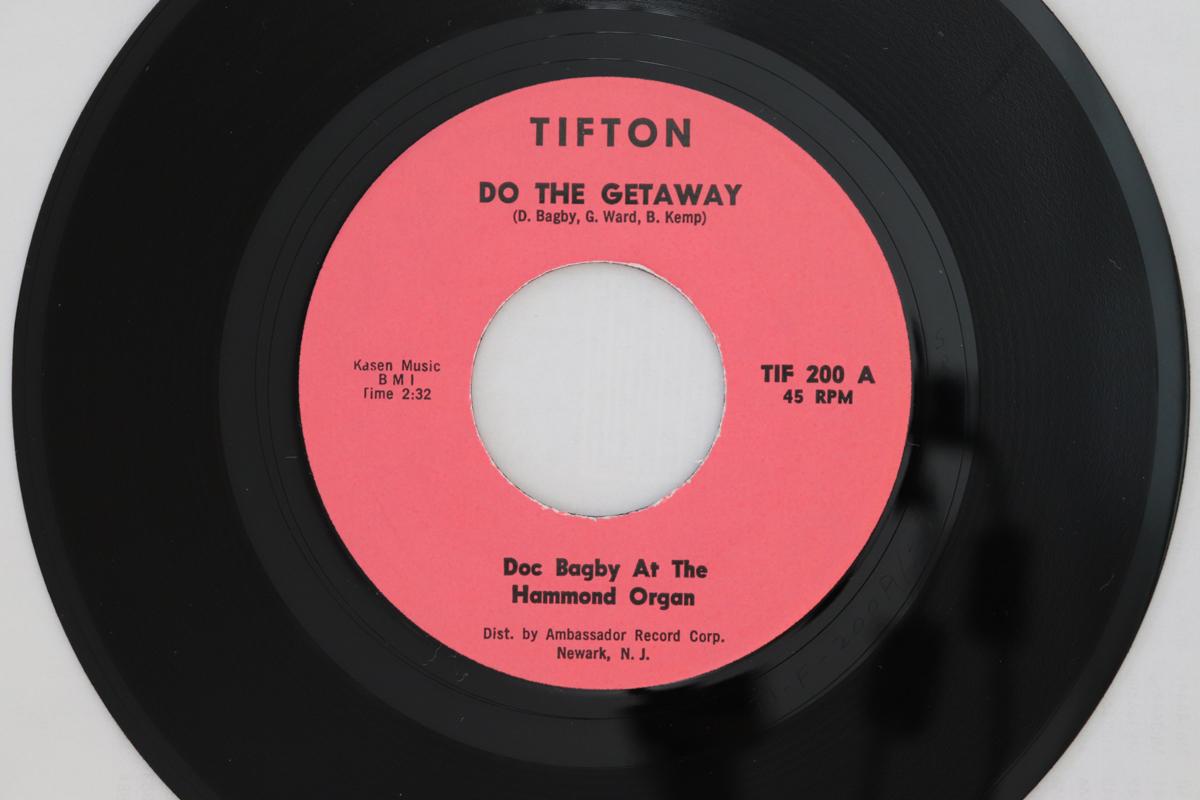 TIFTON
DO THE GETAWAY
(D. Bagby, G. Ward, B. Kemp)
Kasen Music
B M I
Time 2:32
TIF 200 A
45 RPM
Doc Bagby At The
Hammond Organ
Dist. by Ambassador Record Corp.
Newark, N. J.